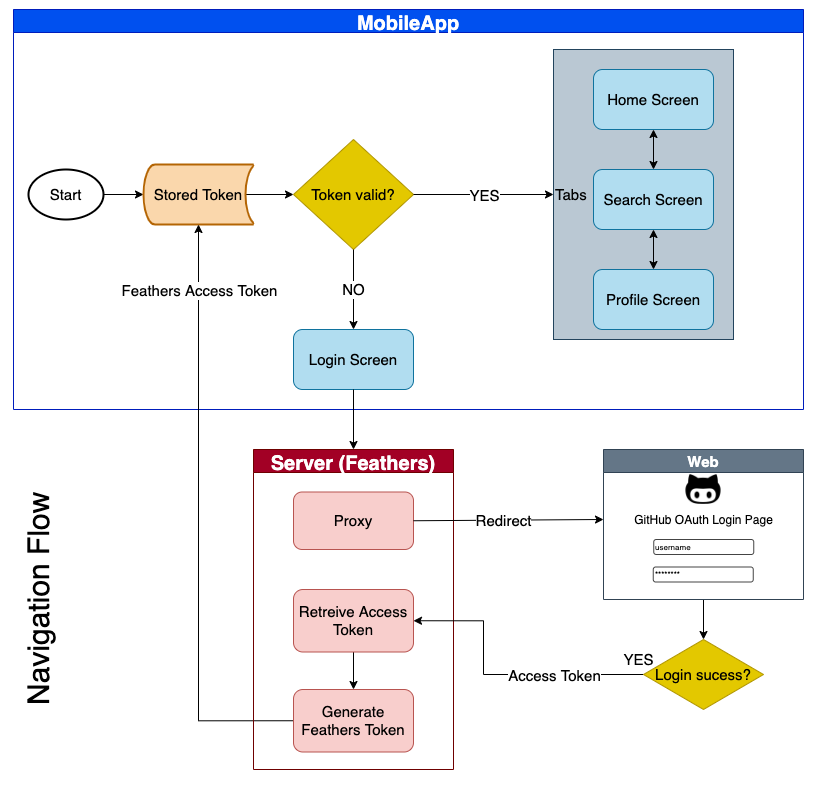 MobileApp
Home Screen
Start
Stored Token
Token valid?
YES
Tabs
Search Screen
Feathers Access Token
NO
Profile Screen
Login Screen
Server (Feathers)
Web
Proxy
Redirect
GitHub OAuth Login Page
username
********
Retreive Access
Token
YES
Access Token
Login sucess?
Generate
Feathers Token
Navigation Flow